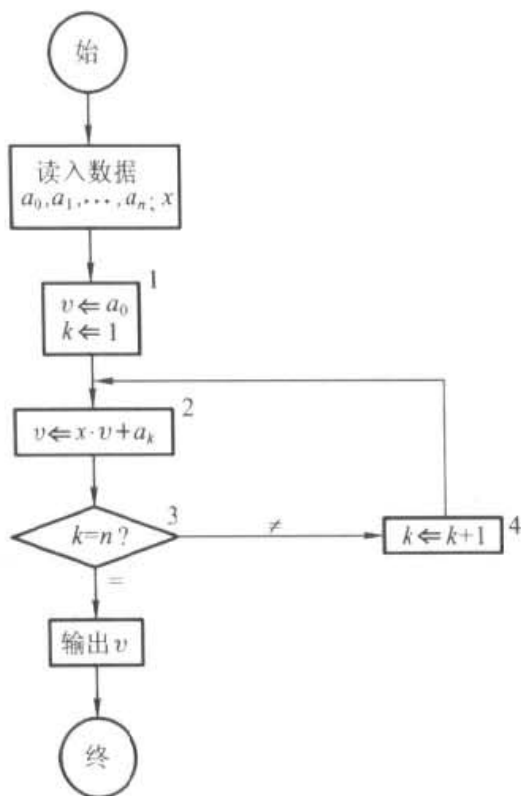 始
读入数据
a₀,a₁,···,aₙ; x
1
v⇐a₀
k⇐1
2
v⇐x·v+aₖ
3
k=n?
≠
4
k⇐k+1
=
输出v
终